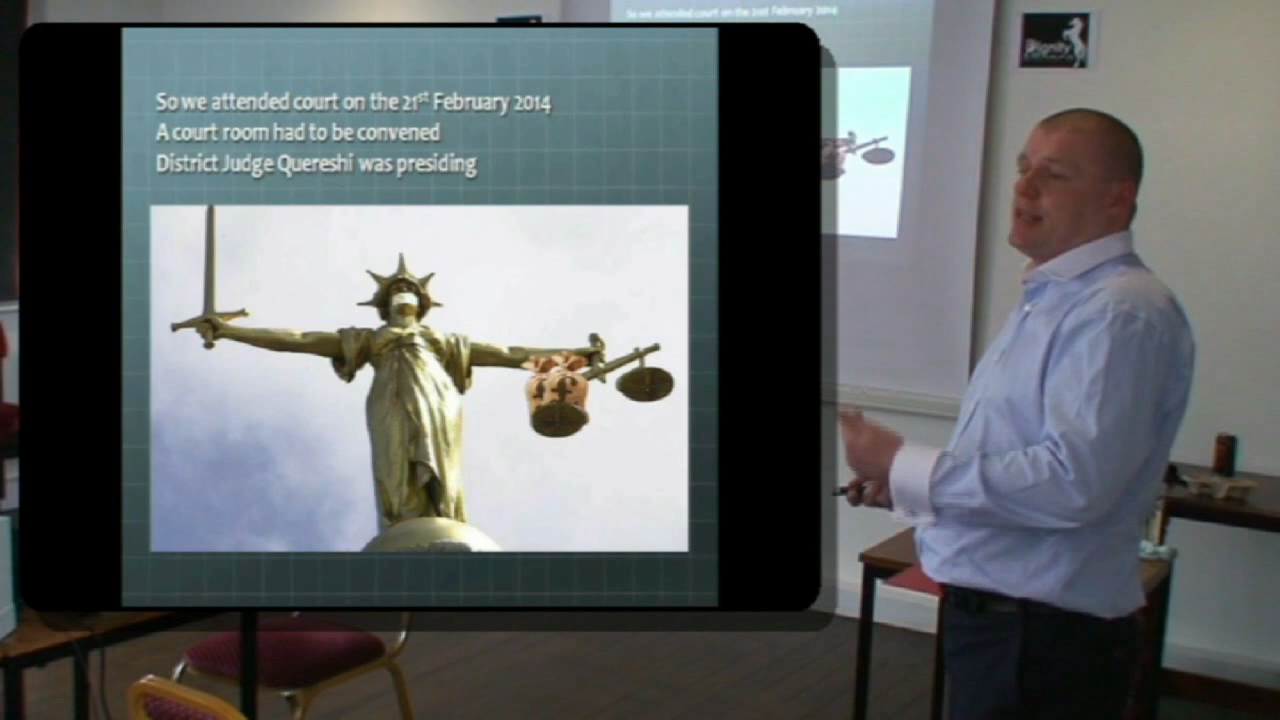 So we attended court on the 21st February 2014
So we attended court on the 21st February 2014
A court room had to be convened
District Judge Quereshi was presiding
Dignity
££